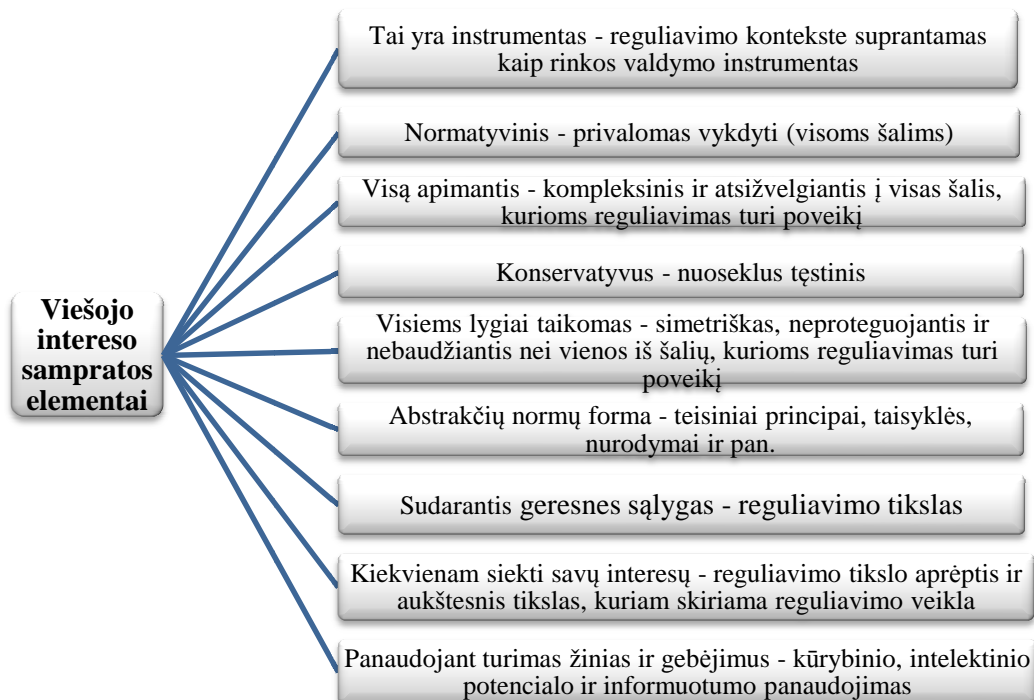 Tai yra instrumentas - reguliavimo kontekste suprantamas
kaip rinkos valdymo instrumentas
Normatyvinis - privalomas vykdyti (visoms šalims)
Visą apimantis - kompleksinis ir atsižvelgiantis į visas šalis,
kurioms reguliavimas turi poveikį
Konservatyvus - nuoseklus tęstinis
Viešojo
intereso
sampratos
elementai
Visiems lygiai taikomas - simetriškas, neproteguojantis ir
nebaudžiantis nei vienos iš šalių, kurioms reguliavimas turi
poveikį
Abstrakčių normų forma - teisiniai principai, taisyklės,
nurodymai ir pan.
Sudarantis geresnes sąlygas - reguliavimo tikslas
Kiekvienam siekti savų interesų - reguliavimo tikslo aprėptis ir
aukštesnis tikslas, kuriam skiriama reguliavimo veikla
Panaudojant turimas žinias ir gebėjimus - kūrybinio, intelektinio
potencialo ir informuotumo panaudojimas